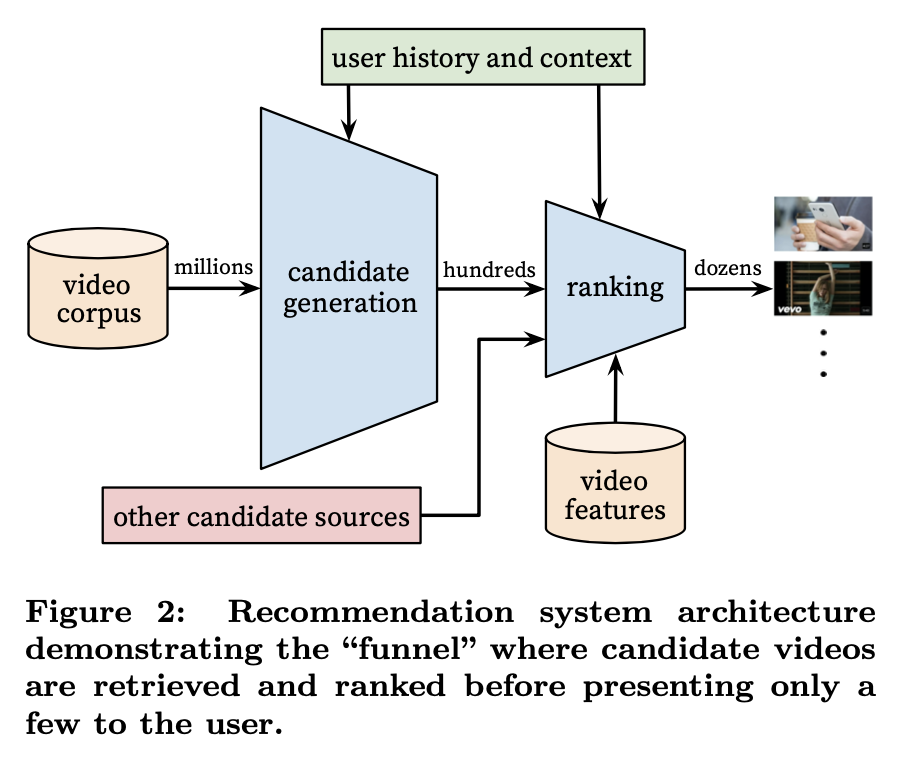 user history and context
millions
video
corpus
candidate
generation
hundreds
ranking
dozens
vevo
other candidate sources
video
features
Figure 2: Recommendation system architecture
demonstrating the “funnel” where candidate videos
are retrieved and ranked before presenting only a
few to the user.